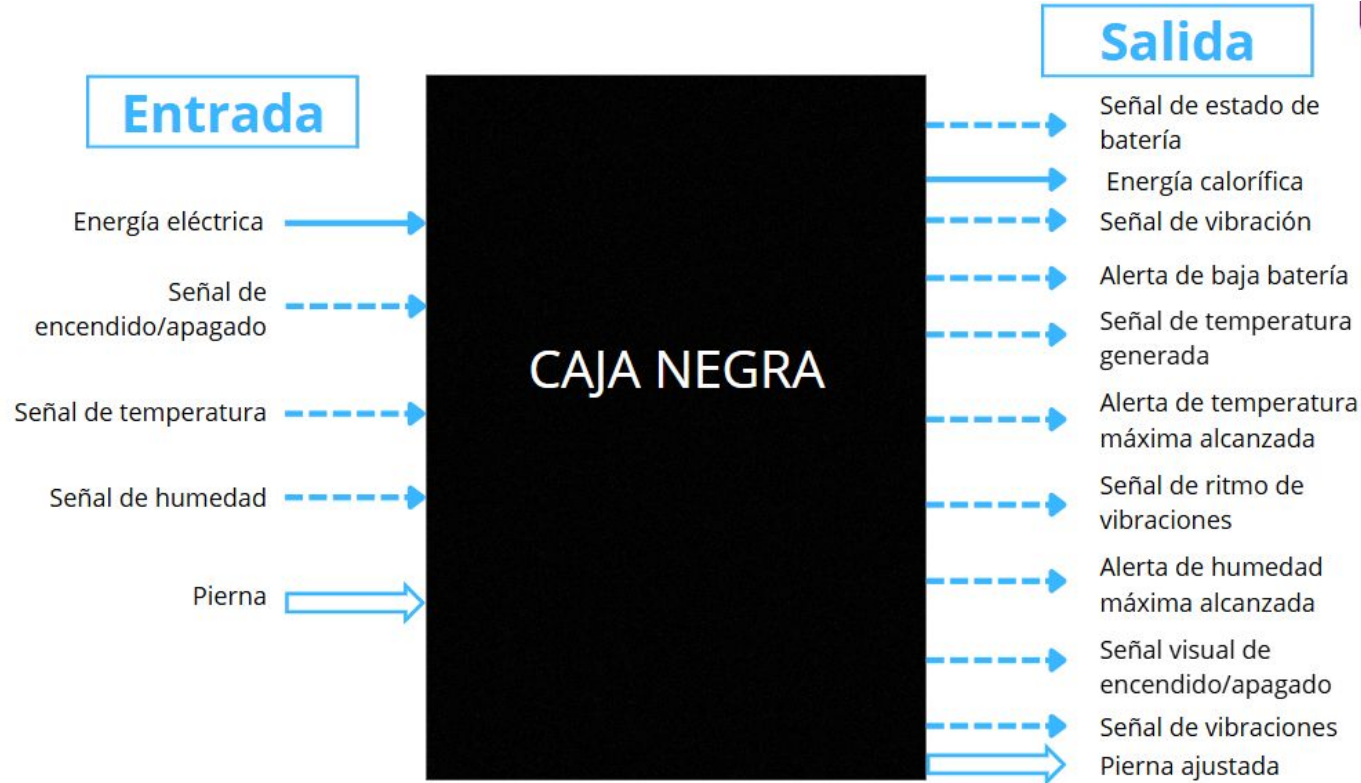 Entrada
Energía eléctrica
Señal de
encendido/apagado
Señal de temperatura
Señal de humedad
Pierna
CAJA NEGRA
Salida
Señal de estado de
batería
Energía calorífica
Señal de vibración
Alerta de baja batería
Señal de temperatura
generada
Alerta de temperatura
máxima alcanzada
Señal de ritmo de
vibraciones
Alerta de humedad
máxima alcanzada
Señal visual de
encendido/apagado
Señal de vibraciones
Pierna ajustada